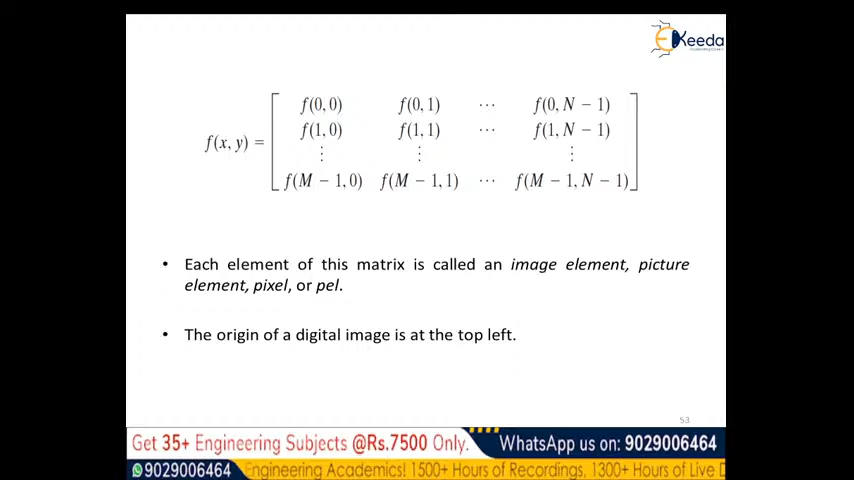 EKeeda
f(0, 0) f(0, 1) ⋯ f(0, N − 1)
f(1, 0) f(1, 1) ⋯ f(1, N − 1)
f(x, y) =
⋮ ⋮ ⋮
f(M − 1, 0) f(M − 1, 1) ⋯ f(M − 1, N − 1)
• Each element of this matrix is called an image element, picture
element, pixel, or pel.
• The origin of a digital image is at the top left.
53
Get 35+ Engineering Subjects @Rs.7500 Only. WhatsApp us on: 9029006464
9029006464 Engineering Academics! 1500+ Hours of Recordings, 1300+ Hours of Live D